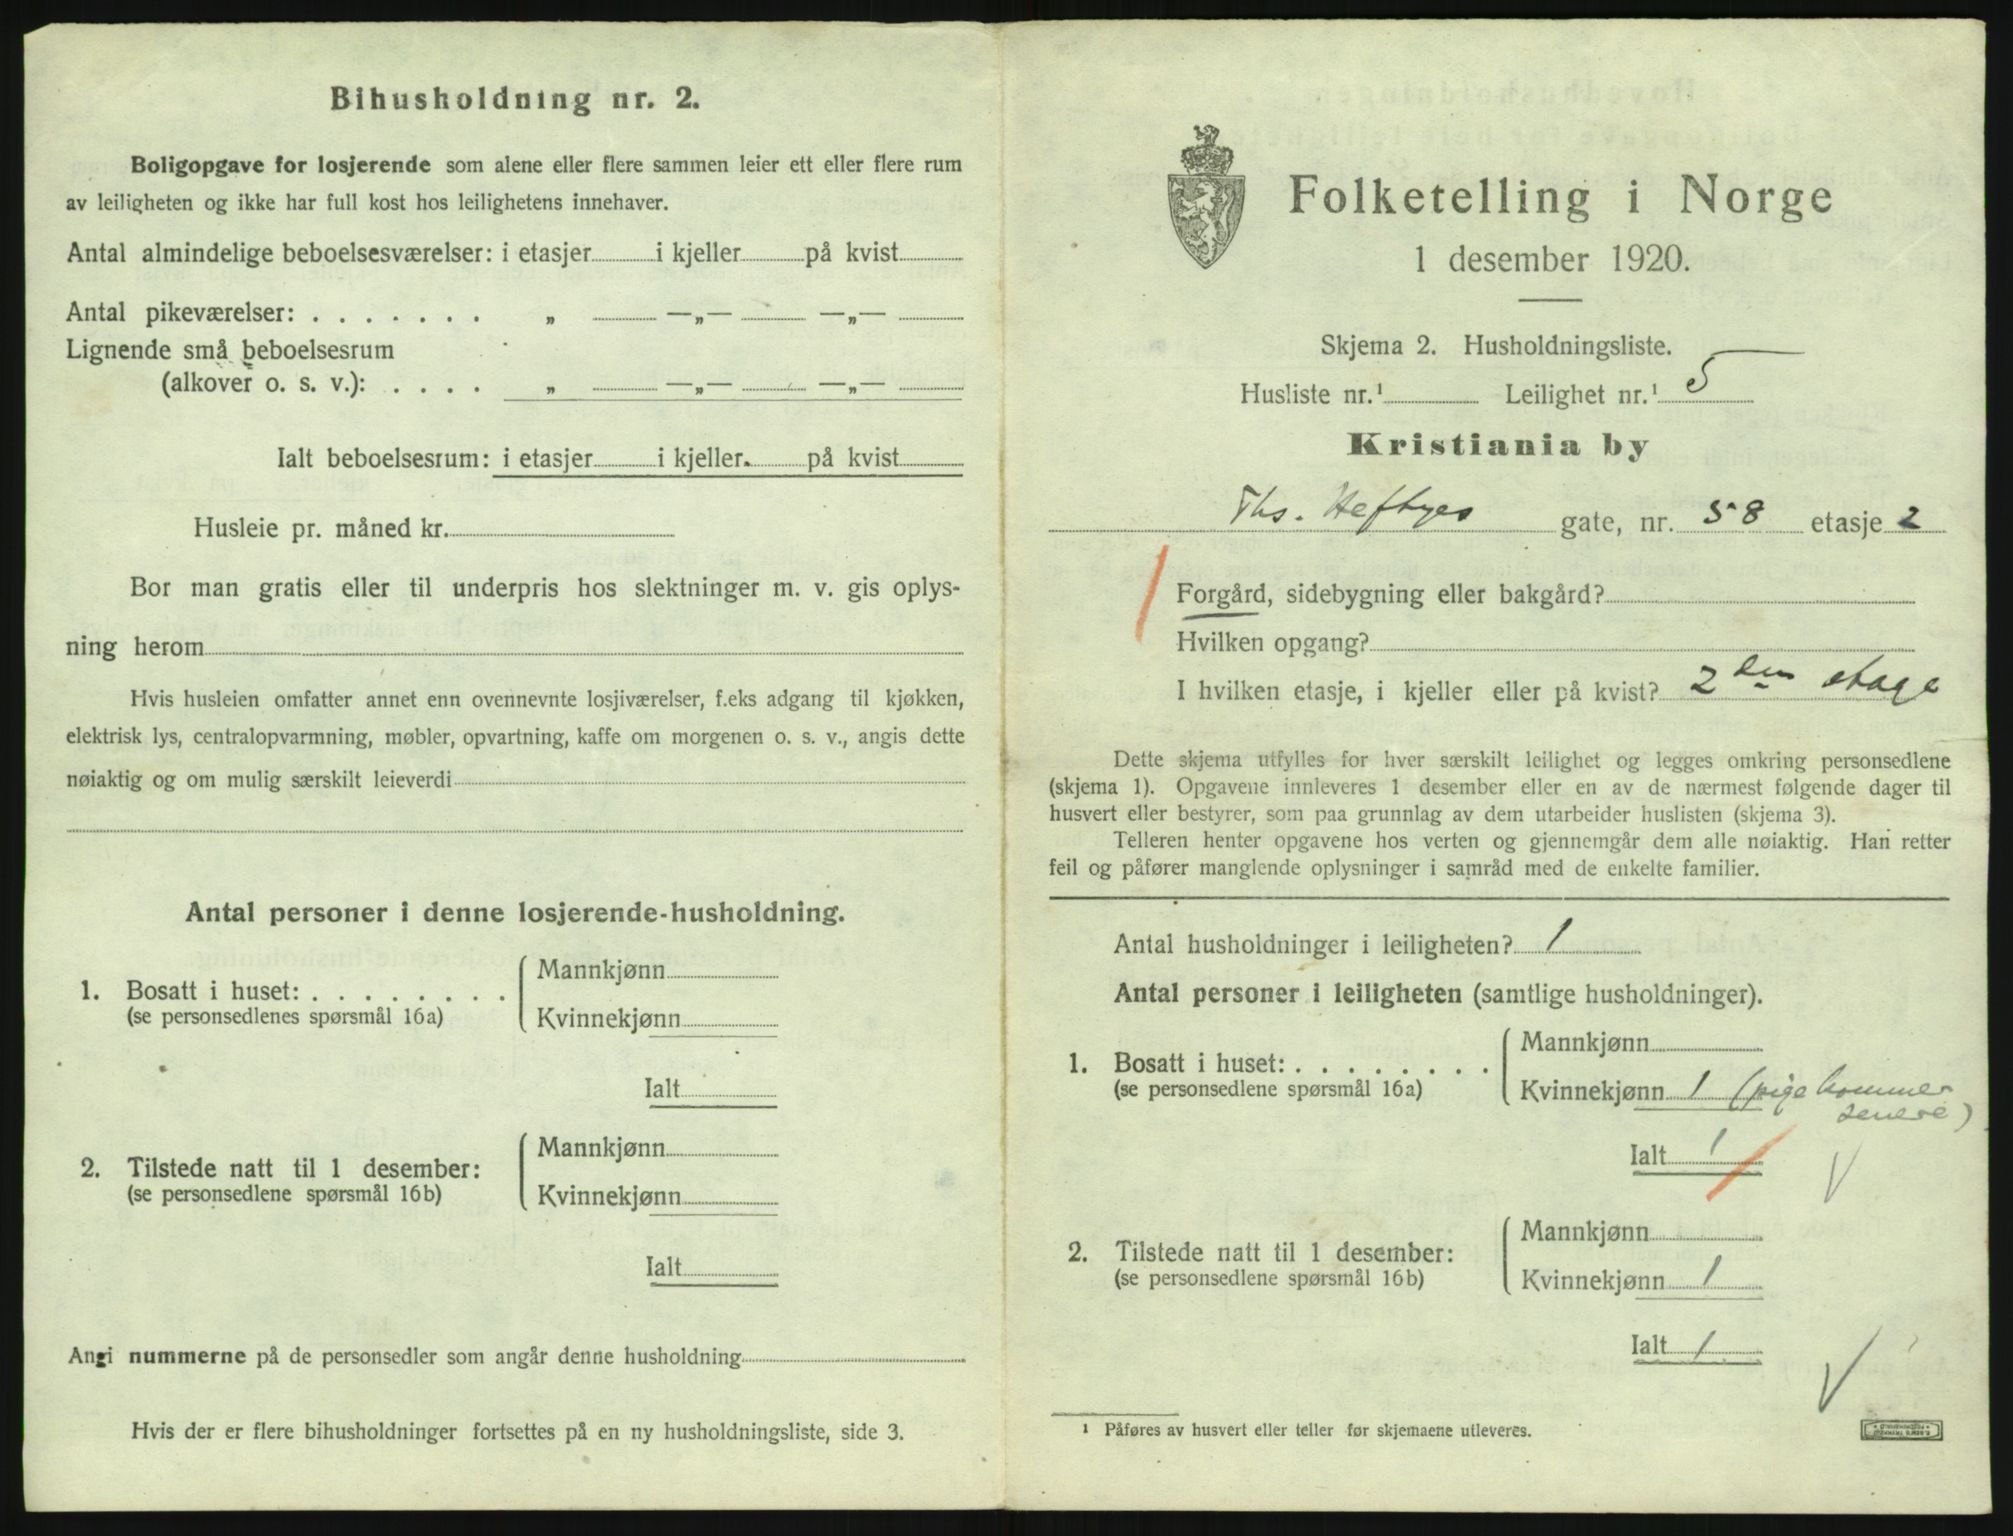 Bihusholdning nr. 2.
Boligopgave for losjerende som alene eller flere sammen leier ett eller flere rum
av leiligheten og ikke har full kost hos leilighetens innehaver.
Antal almindelige beboelsesværelser: i etasjer i kjeller på kvist
Antal pikeværelser: . . . . . . . „ —„— —„—
Lignende små beboelsesrum
(alkover o. s. v.): . . . . „ —„— —„—
Ialt beboelsesrum: i etasjer i kjeller på kvist
Husleie pr. måned kr.
Bor man gratis eller til underpris hos slektninger m. v. gis oplys-
ning herom
Hvis husleien omfatter annet enn ovennevnte losjiværelser, f.eks adgang til kjøkken,
elektrisk lys, centralopvarmning, møbler, opvartning, kaffe om morgenen o. s. v., angis dette
nøiaktig og om mulig særskilt leieverdi
Antal personer i denne losjerende-husholdning.
Mannkjønn
1. Bosatt i huset: . . . . . . . .
(se personsedlenes spørsmål 16a)
Kvinnekjønn
Ialt
Mannkjønn
2. Tilstede natt til 1 desember:
(se personsedlenes spørsmål 16b)
Kvinnekjønn
Ialt
Angi nummerne på de personsedler som angår denne husholdning
Hvis der er flere bihusholdninger fortsettes på en ny husholdningsliste, side 3.
Folketelling i Norge
1 desember 1920.
Skjema 2. Husholdningsliste.
Husliste nr.¹ Leilighet nr.¹ 5
Kristiania by
Ths. Heftyes gate, nr. 58 etasje 2
Forgård, sidebygning eller bakgård?
Hvilken opgang?
I hvilken etasje, i kjeller eller på kvist? 2den etage
Dette skjema utfylles for hver særskilt leilighet og legges omkring personsedlene
(skjema 1). Opgavene innleveres 1 desember eller en av de nærmest følgende dager til
husvert eller bestyrer, som paa grunnlag av dem utarbeider huslisten (skjema 3).
Telleren henter opgavene hos verten og gjennemgår dem alle nøiaktig. Han retter
feil og påfører manglende oplysninger i samråd med de enkelte familier.
Antal husholdninger i leiligheten? 1
Antal personer i leiligheten (samtlige husholdninger).
Mannkjønn
1. Bosatt i huset: . . . . . . . .
(se personsedlene spørsmål 16a)
Kvinnekjønn 1 (pige kommer
senere)
Ialt 1
Mannkjønn
2. Tilstede natt til 1 desember:
(se personsedlene spørsmål 16b)
Kvinnekjønn 1
Ialt 1
¹ Påføres av husvert eller teller før skjemaene utleveres.